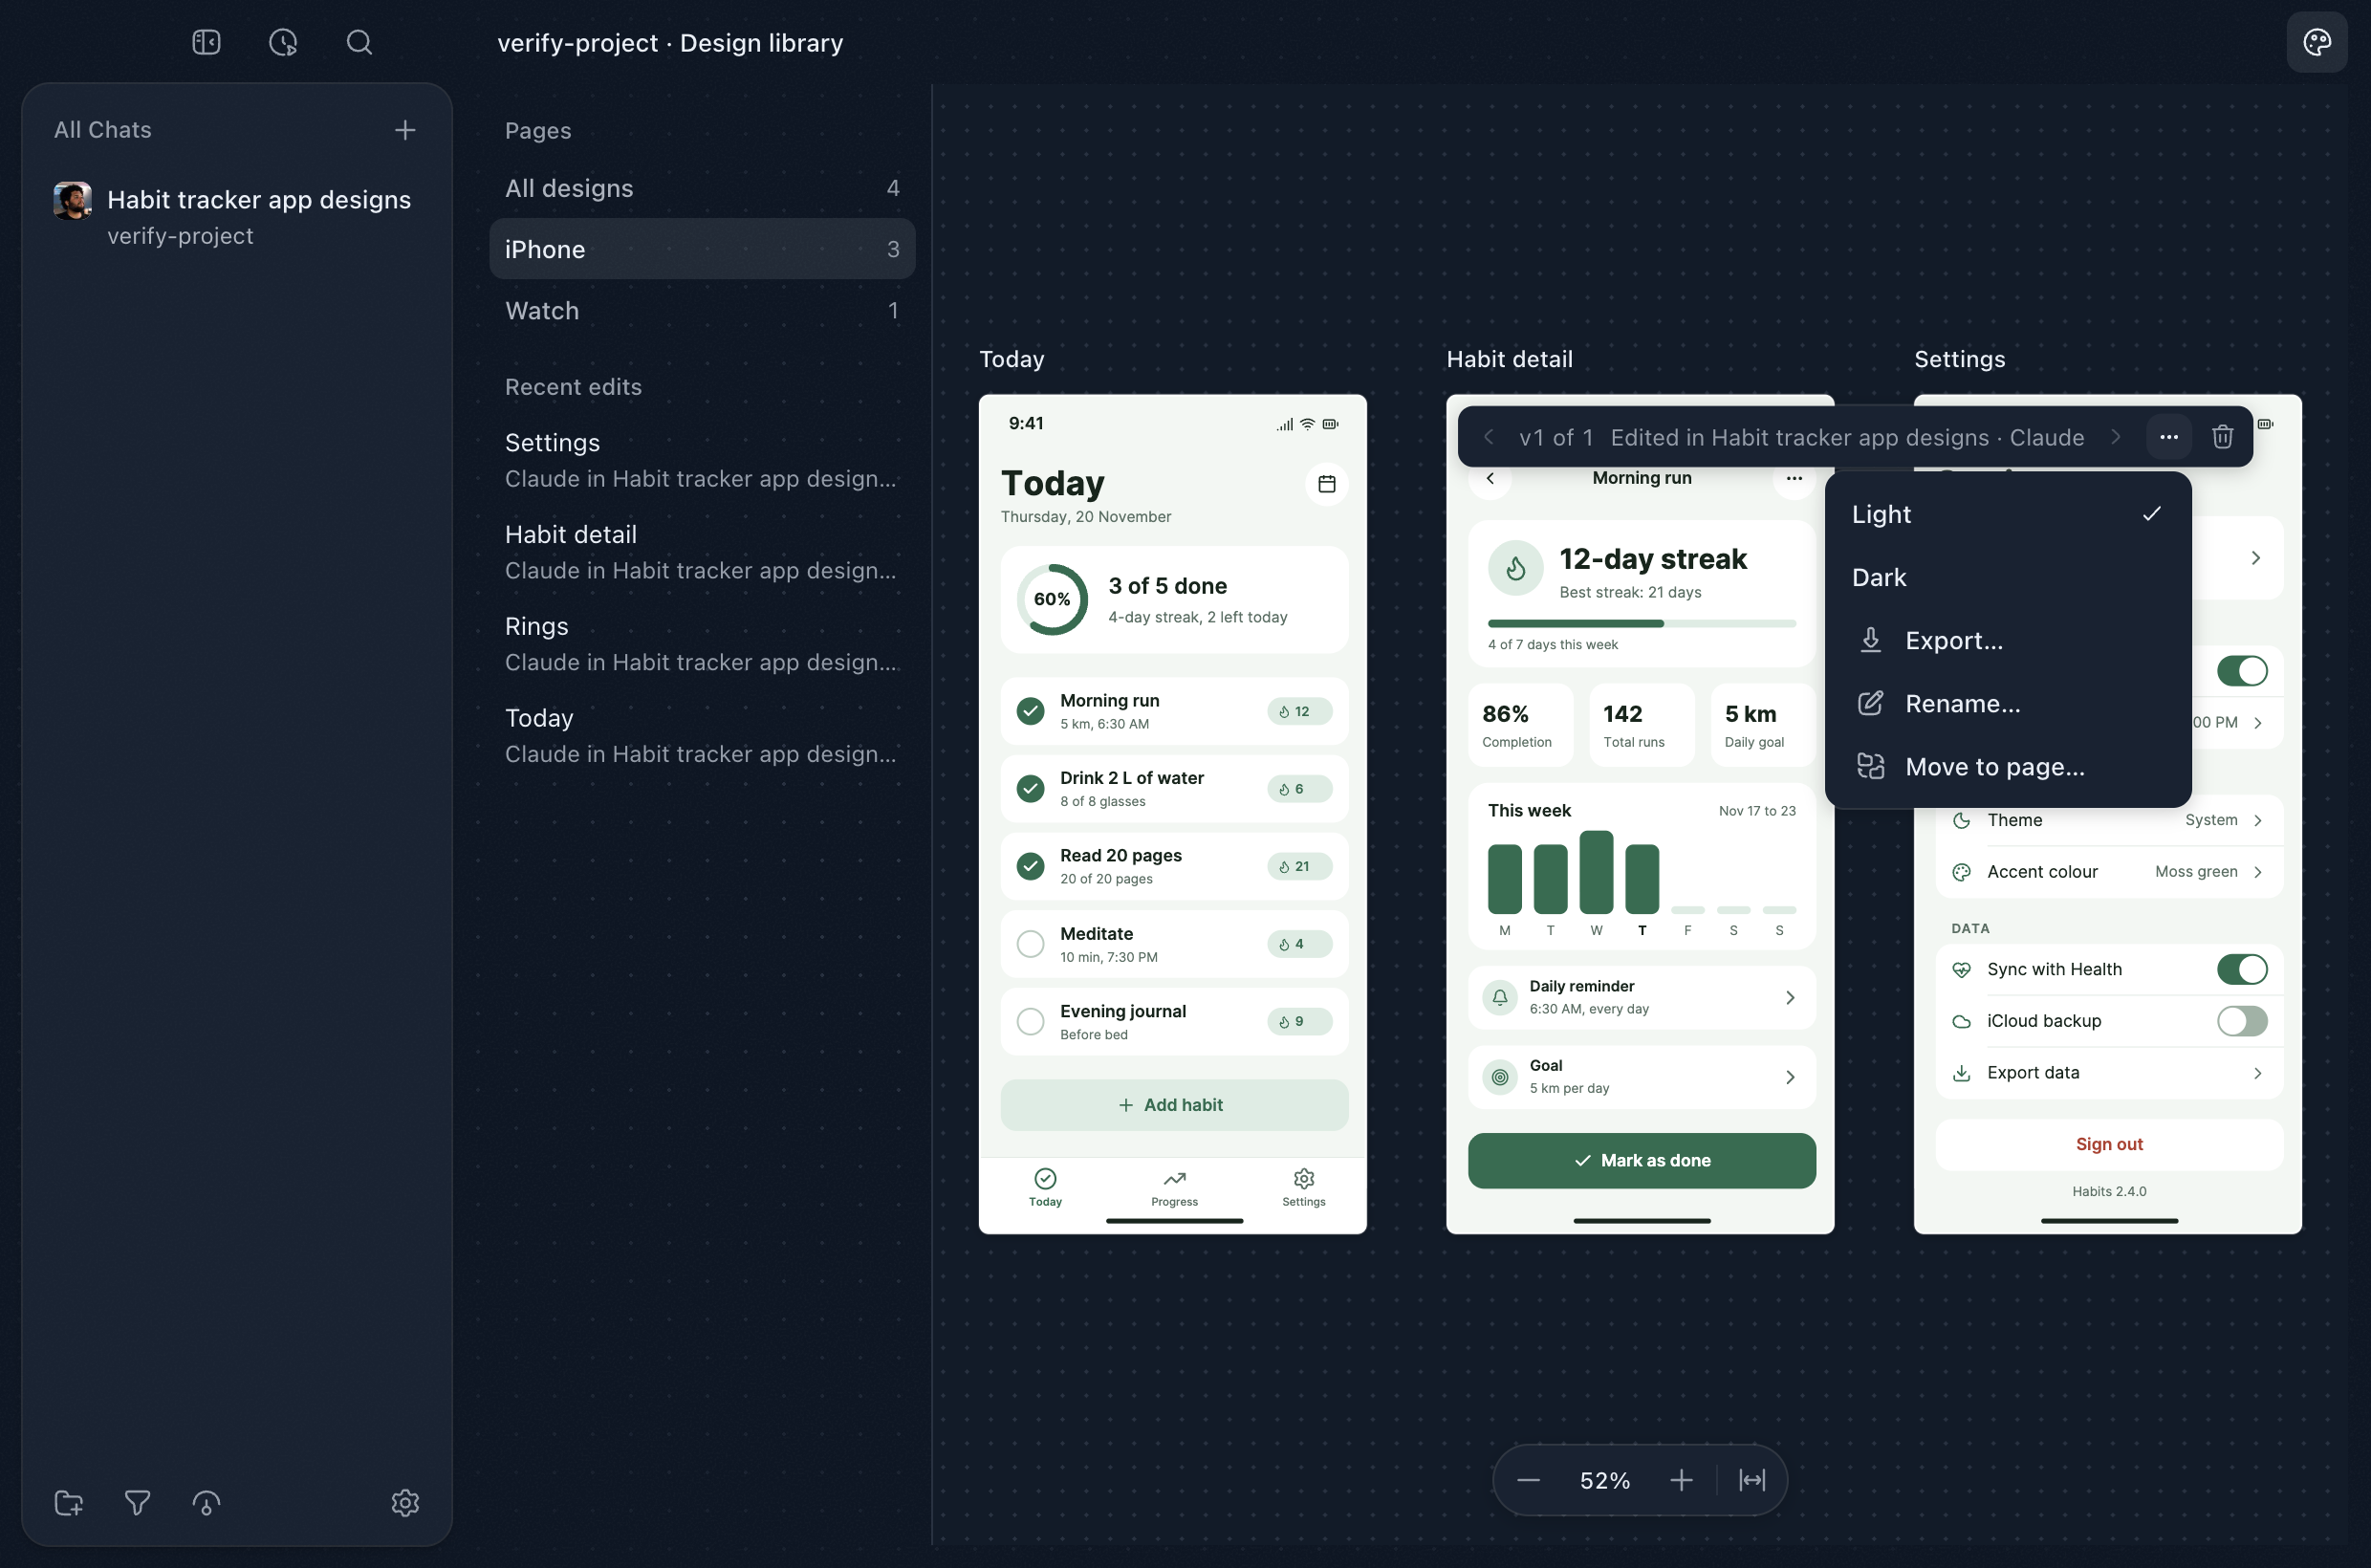 verify-project · Design library
All Chats
Habit tracker app designs
verify-project
Pages
All designs 4
iPhone 3
Watch 1
Recent edits
Settings
Claude in Habit tracker app design...
Habit detail
Claude in Habit tracker app design...
Rings
Claude in Habit tracker app design...
Today
Claude in Habit tracker app design...
Today
9:41
Today
Thursday, 20 November
60%
3 of 5 done
4-day streak, 2 left today
Morning run
5 km, 6:30 AM
12
Drink 2 L of water
8 of 8 glasses
6
Read 20 pages
20 of 20 pages
21
Meditate
10 min, 7:30 PM
4
Evening journal
Before bed
9
Add habit
Today Progress Settings
Habit detail
v1 of 1 Edited in Habit tracker app designs · Claude
Morning run
12-day streak
Best streak: 21 days
4 of 7 days this week
86% 142 5 km
Completion Total runs Daily goal
This week Nov 17 to 23
M T W T F S S
Daily reminder
6:30 AM, every day
Goal
5 km per day
Mark as done
Settings
Light
Dark
Export...
Rename...
Move to page...
00 PM
Theme System
Accent colour Moss green
DATA
Sync with Health
iCloud backup
Export data
Sign out
Habits 2.4.0
52%